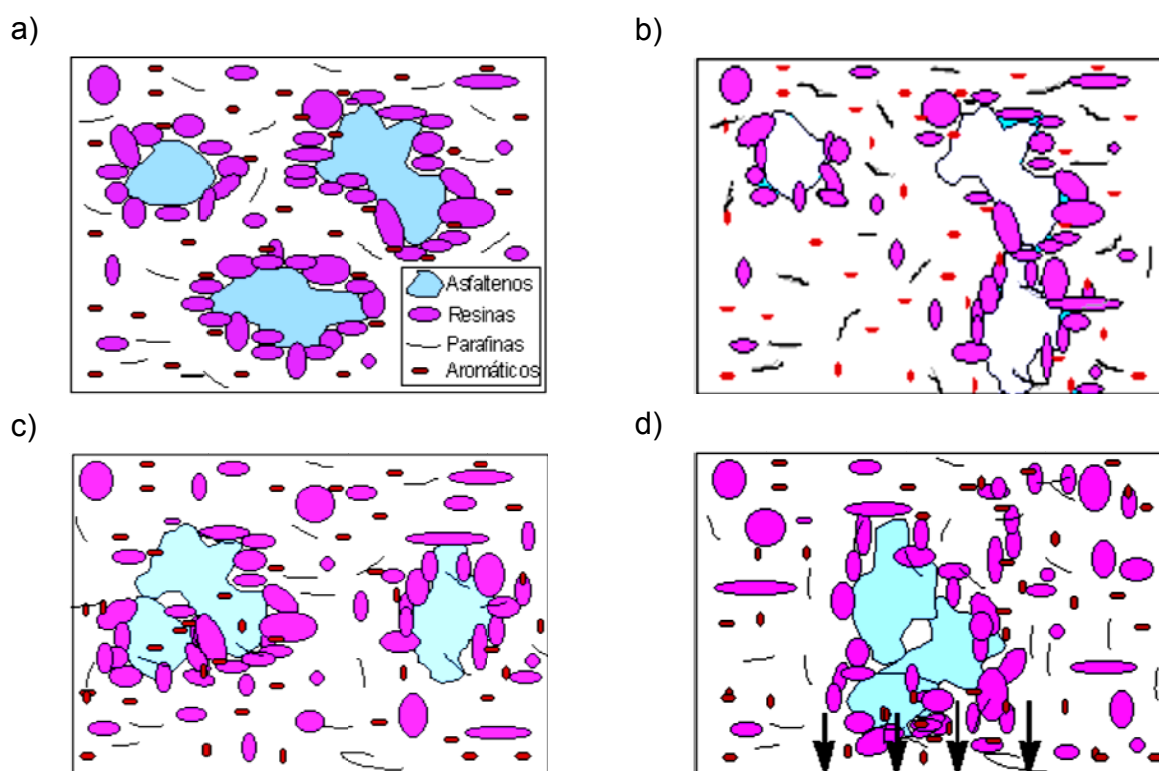 a)
b)
Asfaltenos
Resinas
Parafinas
Aromáticos
c)
d)